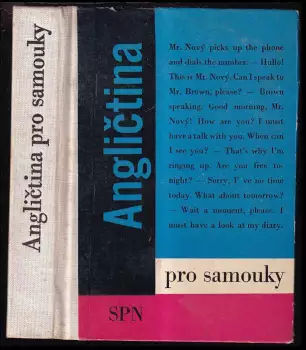 Angličtina pro samouky
Angličtina
Mr. Nový picks up the phone
and dials the number. — Hullo!
This is Mr. Nový. Can I speak to
Mr. Brown, please? — Brown
speaking. Good morning, Mr.
Nový! How are you? I must
have a talk with you. When can
I see you? — That's why I'm
ringing up. Are you free to-
night? — Sorry, I' ve no time
today. What about tomorrow?
— Wait a moment, please. I
must have a look at my diary.
pro samouky
SPN